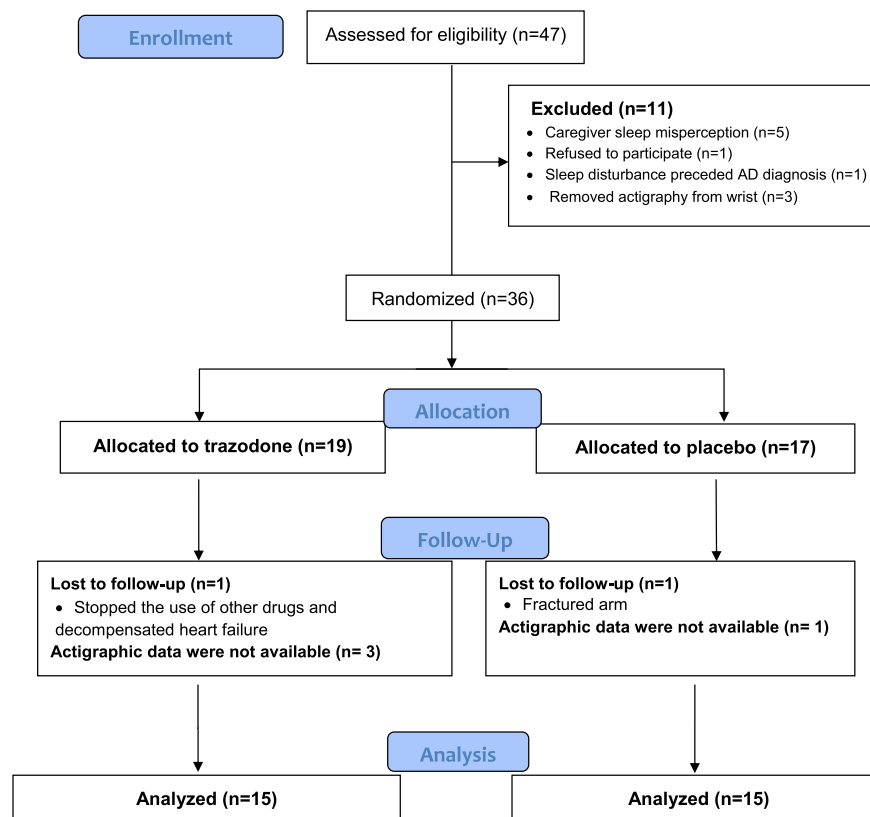 Enrollment
Assessed for eligibility (n=47)
Excluded (n=11)
• Caregiver sleep misperception (n=5)
• Refused to participate (n=1)
• Sleep disturbance preceded AD diagnosis (n=1)
• Removed actigraphy from wrist (n=3)
Randomized (n=36)
Allocation
Allocated to trazodone (n=19)
Allocated to placebo (n=17)
Follow-Up
Lost to follow-up (n=1)
• Stopped the use of other drugs and
decompensated heart failure
Actigraphic data were not available (n= 3)
Lost to follow-up (n=1)
• Fractured arm
Actigraphic data were not available (n= 1)
Analysis
Analyzed (n=15)
Analyzed (n=15)